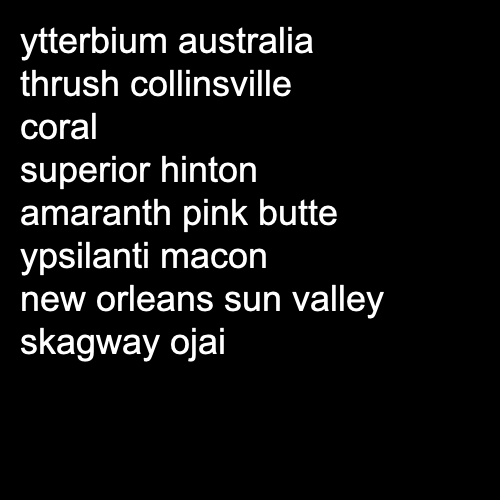 ytterbium australia
thrush collinsville
coral
superior hinton
amaranth pink butte
ypsilanti macon
new orleans sun valley
skagway ojai